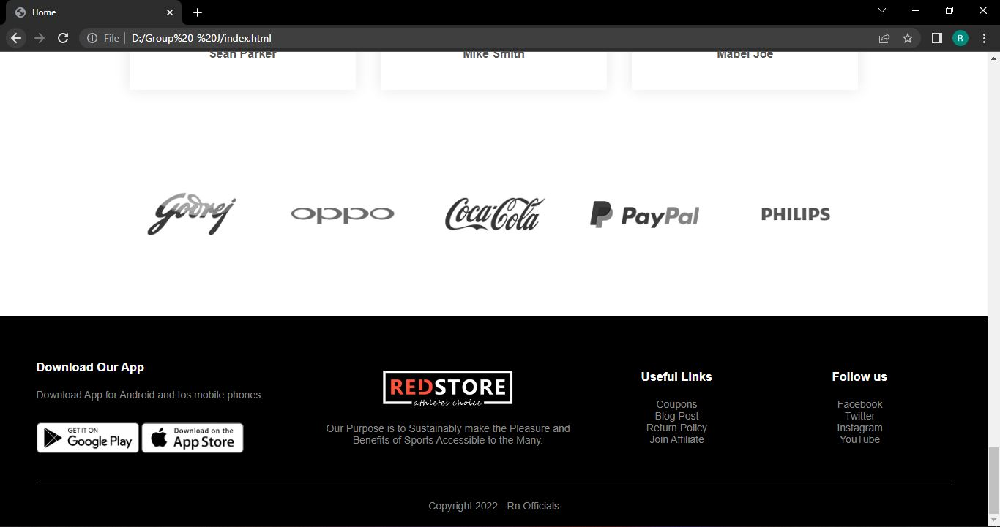 Home
File
D:/Group%20-%20J/index.html
R
Sean Parker
Mike Smith
Mabel Joe
Godrej
oppo
Coca-Cola
PayPal
PHILIPS
Download Our App
Download App for Android and Ios mobile phones.
GET IT ON
Google Play
Download on the
App Store
REDSTORE
athletes choice
Our Purpose is to Sustainably make the Pleasure and
Benefits of Sports Accessible to the Many.
Useful Links
Coupons
Blog Post
Return Policy
Join Affiliate
Follow us
Facebook
Twitter
Instagram
YouTube
Copyright 2022 - Rn Officials